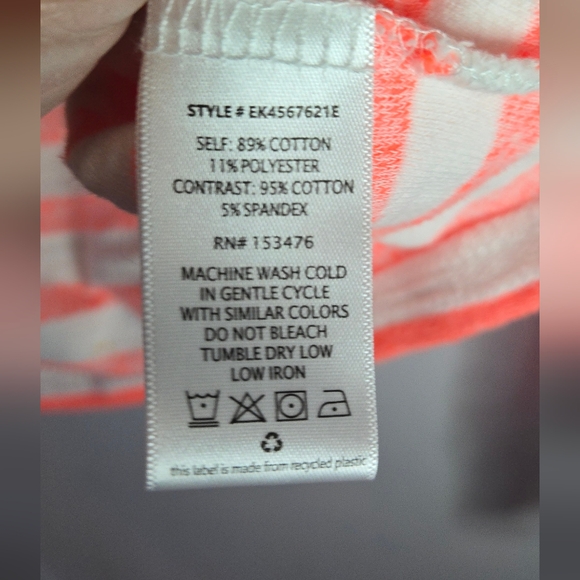 STYLE # EK4567621E
SELF: 89% COTTON
11% POLYESTER
CONTRAST: 95% COTTON
5% SPANDEX
RN# 153476
MACHINE WASH COLD
IN GENTLE CYCLE
WITH SIMILAR COLORS
DO NOT BLEACH
TUMBLE DRY LOW
LOW IRON
this label is made from recycled plastic